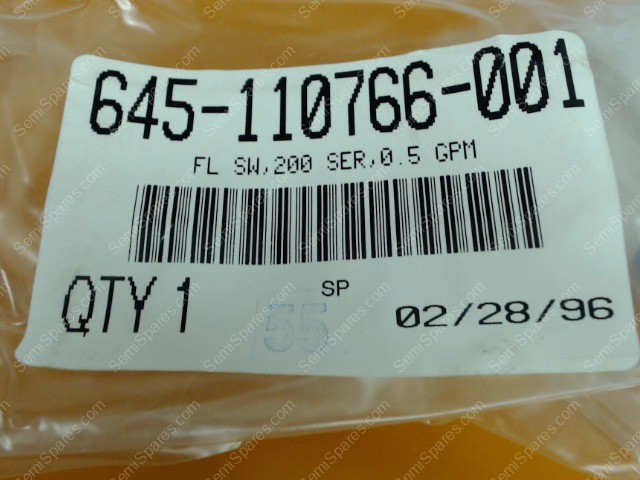 645-110766-001
FL SW,200 SER,0.5 GPM
QTY 1
SP
55
02/28/96
SemiSpares.com